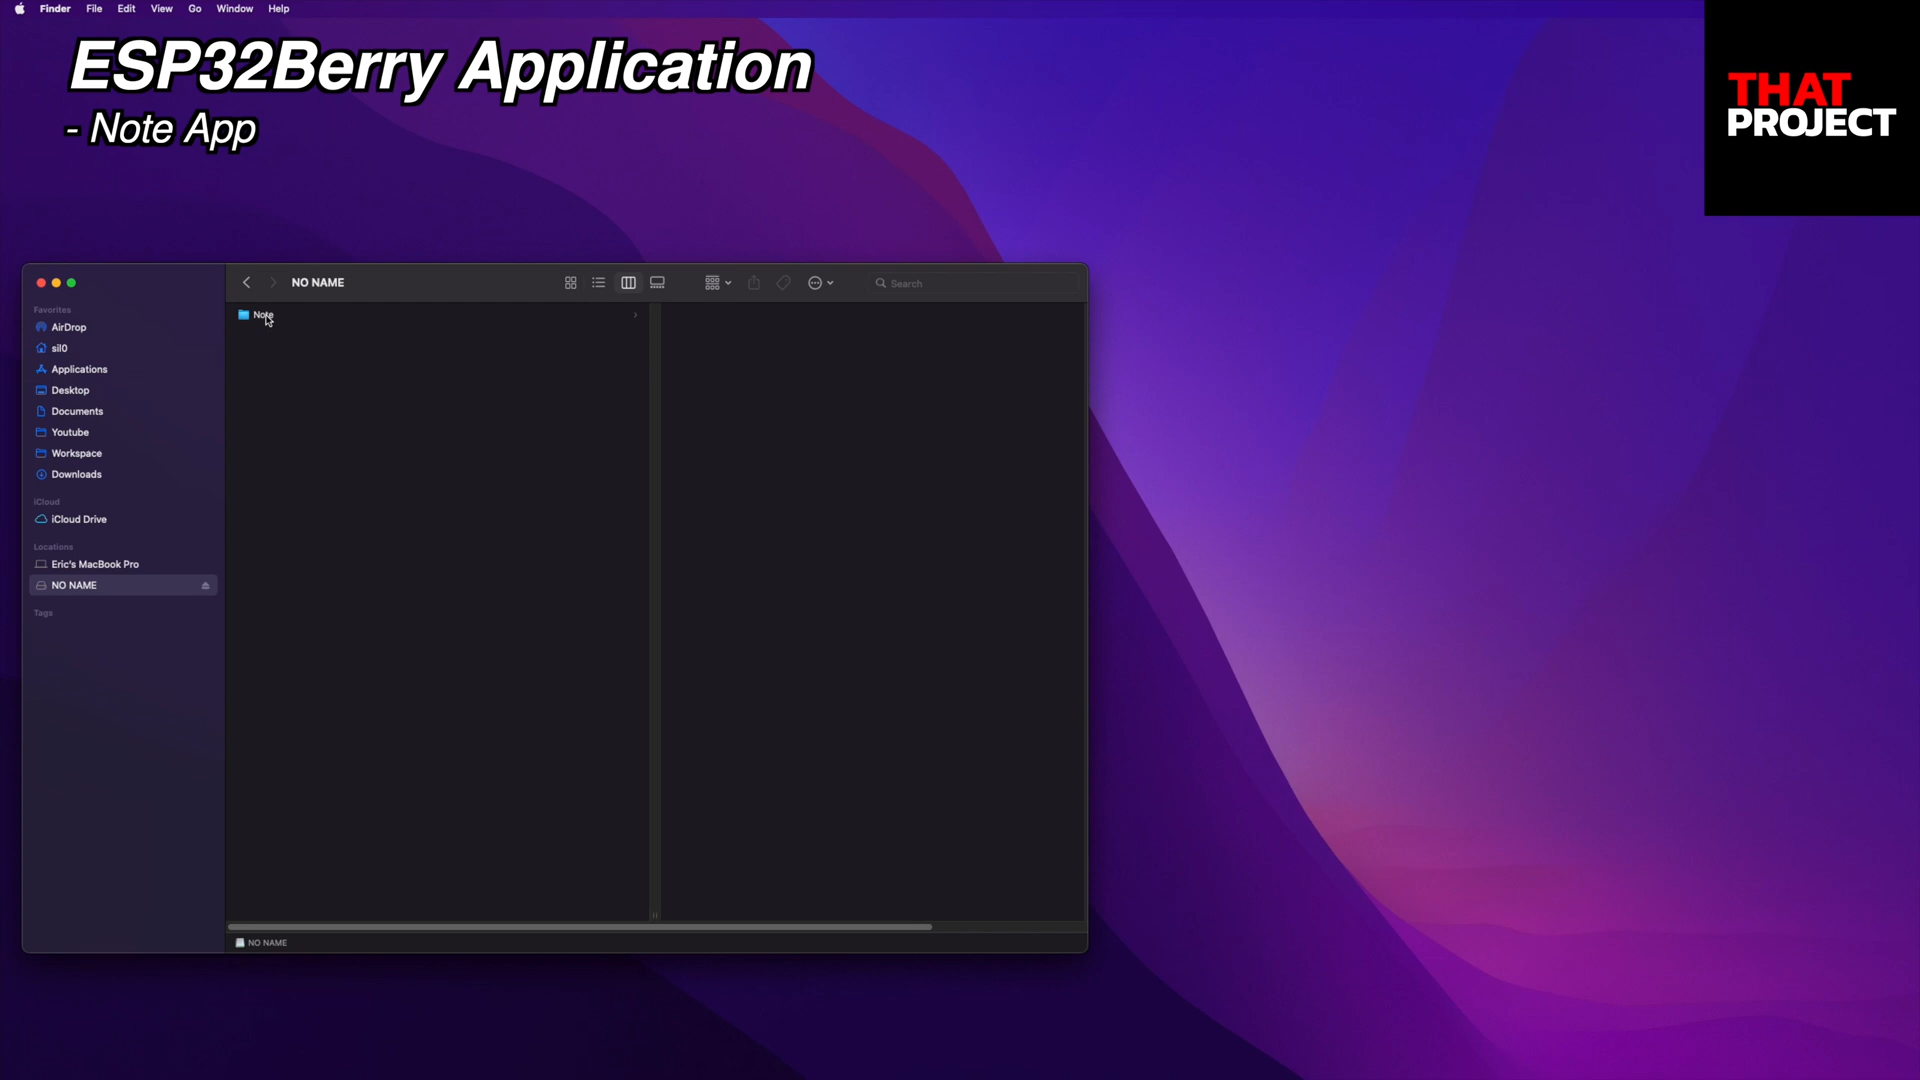 Finder File Edit View Go Window Help
ESP32Berry Application
- Note App
THAT
PROJECT
NO NAME
Search
Favorites
AirDrop
sil0
Applications
Desktop
Documents
Youtube
Workspace
Downloads
iCloud
iCloud Drive
Locations
Eric's MacBook Pro
NO NAME
Tags
Note
NO NAME